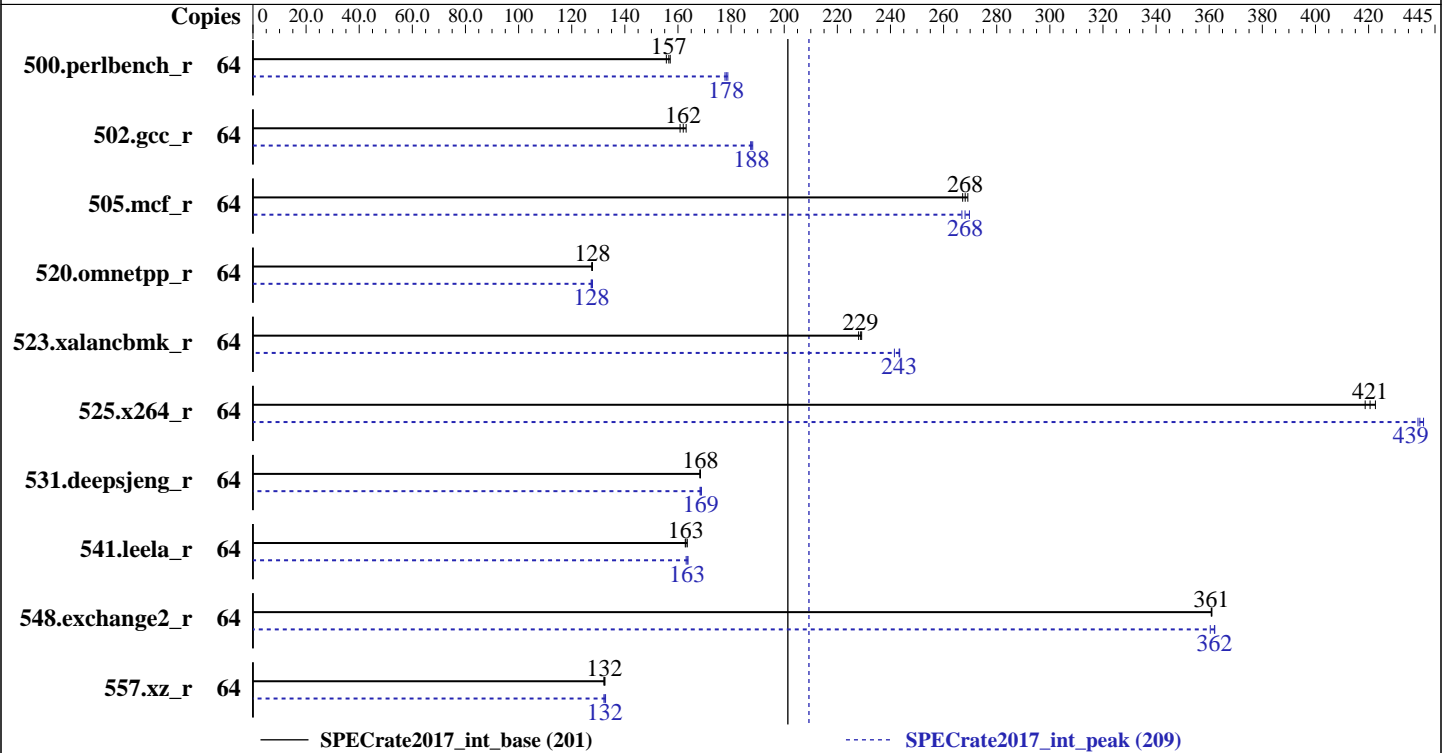 Copies 0 20.0 40.0 60.0 80.0 100 120 140 160 180 200 220 240 260 280 300 320 340 360 380 400 420 445
157
500.perlbench_r 64
178
162
502.gcc_r 64
188
268
505.mcf_r 64
268
128
520.omnetpp_r 64
128
229
523.xalancbmk_r 64
243
421
525.x264_r 64
439
168
531.deepsjeng_r 64
169
163
541.leela_r 64
163
361
548.exchange2_r 64
362
132
557.xz_r 64
132
SPECrate2017_int_base (201) SPECrate2017_int_peak (209)